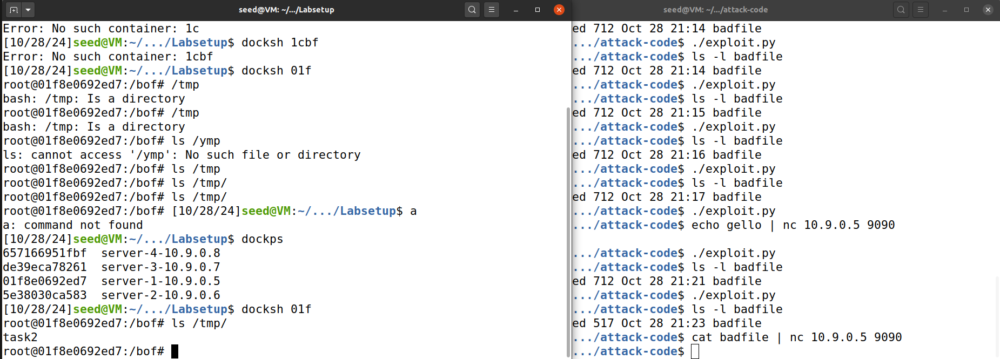 seed@VM: ~/.../Labsetup
Error: No such container: 1c
[10/28/24]seed@VM:~/.../Labsetup$ docksh 1cbf
Error: No such container: 1cbf
[10/28/24]seed@VM:~/.../Labsetup$ docksh 01f
root@01f8e0692ed7:/bof# /tmp
bash: /tmp: Is a directory
root@01f8e0692ed7:/bof# /tmp
bash: /tmp: Is a directory
root@01f8e0692ed7:/bof# ls /ymp
ls: cannot access '/ymp': No such file or directory
root@01f8e0692ed7:/bof# ls /tmp
root@01f8e0692ed7:/bof# ls /tmp/
root@01f8e0692ed7:/bof# ls /tmp/
root@01f8e0692ed7:/bof# [10/28/24]seed@VM:~/.../Labsetup$ a
a: command not found
[10/28/24]seed@VM:~/.../Labsetup$ dockps
657166951fbf  server-4-10.9.0.8
de39eca78261  server-3-10.9.0.7
01f8e0692ed7  server-1-10.9.0.5
5e38030ca583  server-2-10.9.0.6
[10/28/24]seed@VM:~/.../Labsetup$ docksh 01f
root@01f8e0692ed7:/bof# ls /tmp/
task2
root@01f8e0692ed7:/bof#
seed@VM: ~/.../attack-code
ed 712 Oct 28 21:14 badfile
.../attack-code$ ./exploit.py
.../attack-code$ ls -l badfile
ed 712 Oct 28 21:14 badfile
.../attack-code$ ./exploit.py
.../attack-code$ ls -l badfile
ed 712 Oct 28 21:15 badfile
.../attack-code$ ./exploit.py
.../attack-code$ ls -l badfile
ed 712 Oct 28 21:16 badfile
.../attack-code$ ./exploit.py
.../attack-code$ ls -l badfile
ed 712 Oct 28 21:17 badfile
.../attack-code$ ./exploit.py
.../attack-code$ echo gello | nc 10.9.0.5 9090
.../attack-code$ ./exploit.py
.../attack-code$ ls -l badfile
ed 712 Oct 28 21:21 badfile
.../attack-code$ ./exploit.py
.../attack-code$ ls -l badfile
ed 517 Oct 28 21:23 badfile
.../attack-code$ cat badfile | nc 10.9.0.5 9090
.../attack-code$